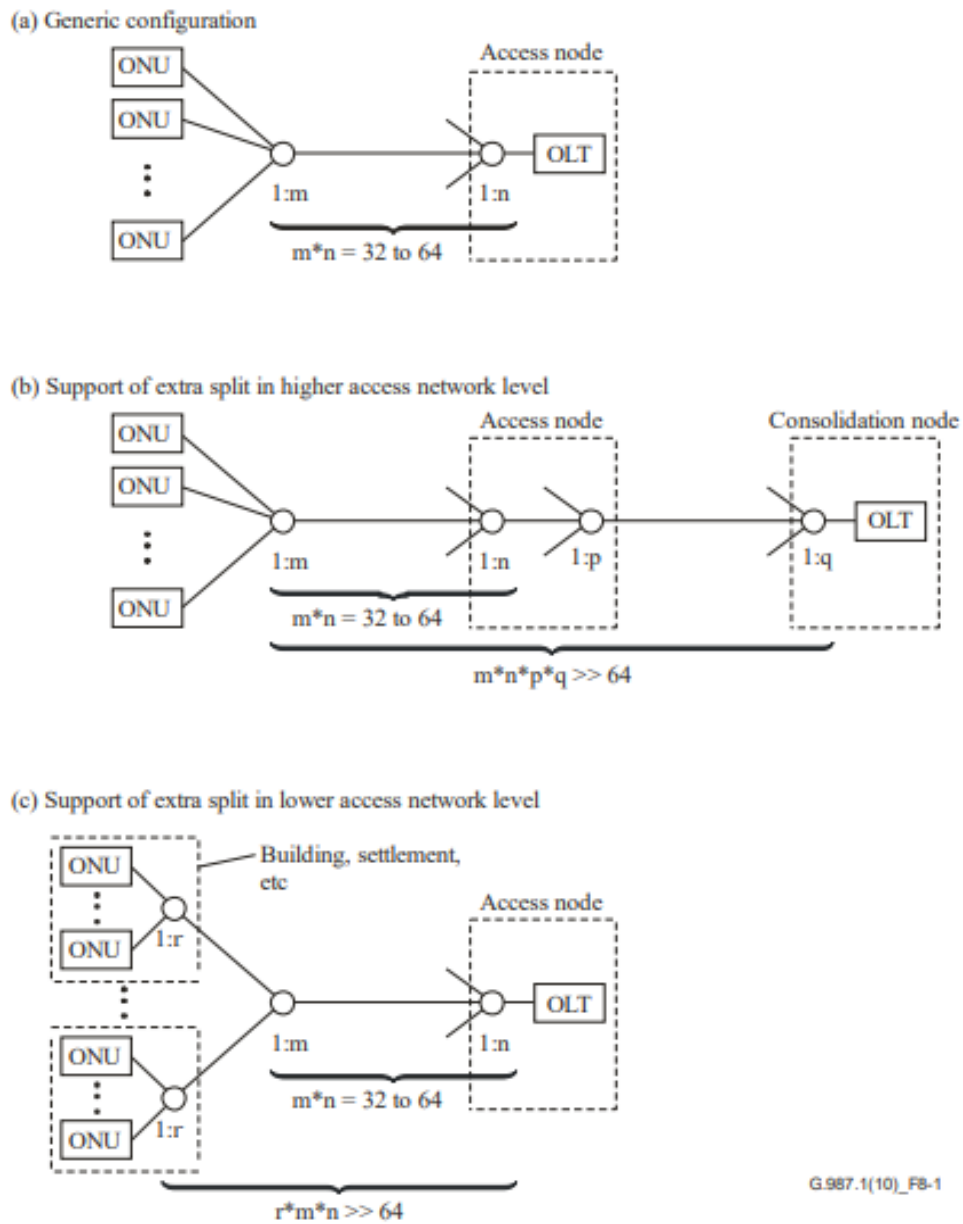 (a) Generic configuration
Access node
ONU
ONU
ONU
OLT
1:m
1:n
m*n = 32 to 64
(b) Support of extra split in higher access network level
Access node
Consolidation node
ONU
ONU
ONU
OLT
1:m
1:n
1:p
1:q
m*n = 32 to 64
m*n*p*q >> 64
(c) Support of extra split in lower access network level
Building, settlement,
etc
Access node
ONU
ONU
1:r
OLT
1:m
1:n
ONU
ONU
1:r
m*n = 32 to 64
r*m*n >> 64
G.987.1(10)_F8-1